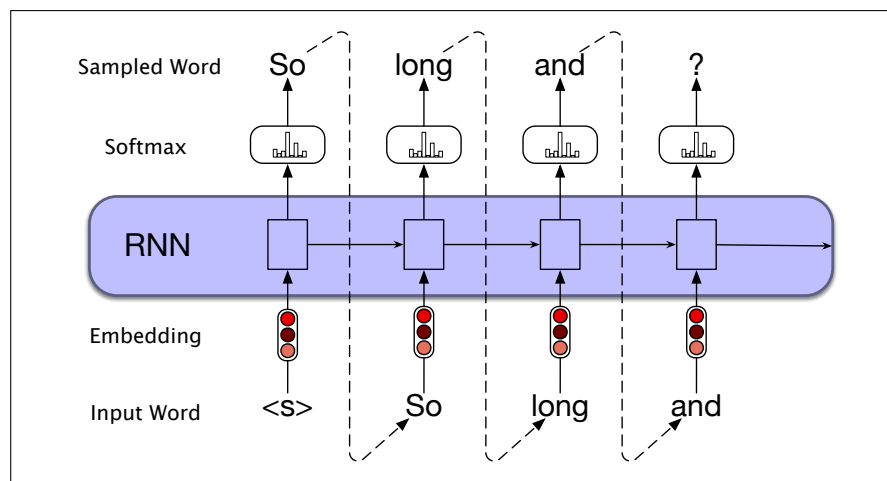 Sampled Word So long and ?
Softmax
RNN
Embedding
Input Word <s> So long and